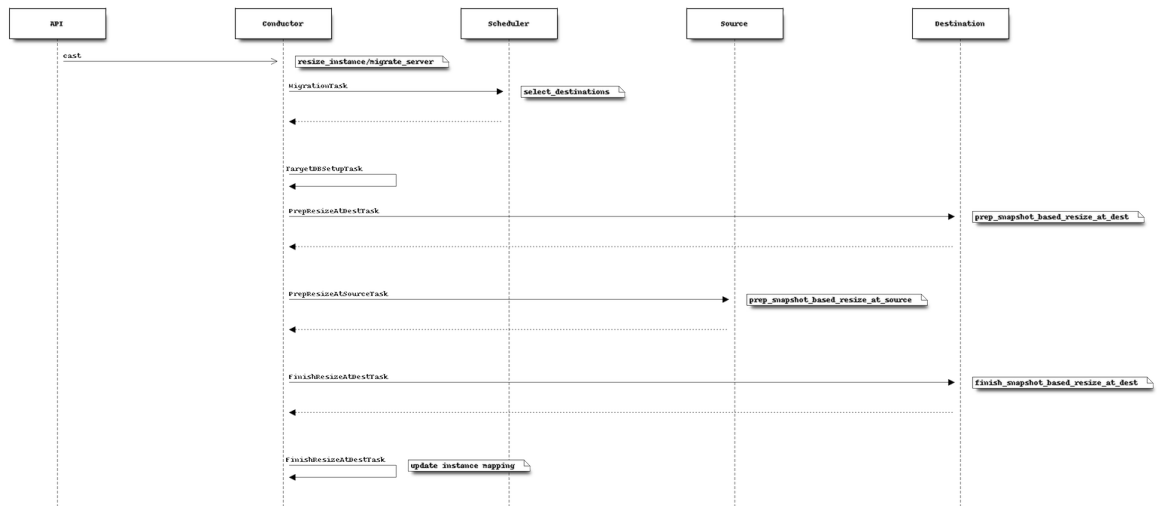 API
Conductor
Scheduler
Source
Destination
cast
resize_instance/migrate_server
MigrationTask
select_destinations
TargetDBSetupTask
PrepResizeAtDestTask
prep_snapshot_based_resize_at_dest
PrepResizeAtSourceTask
prep_snapshot_based_resize_at_source
FinishResizeAtDestTask
finish_snapshot_based_resize_at_dest
FinishResizeAtDestTask
update instance mapping